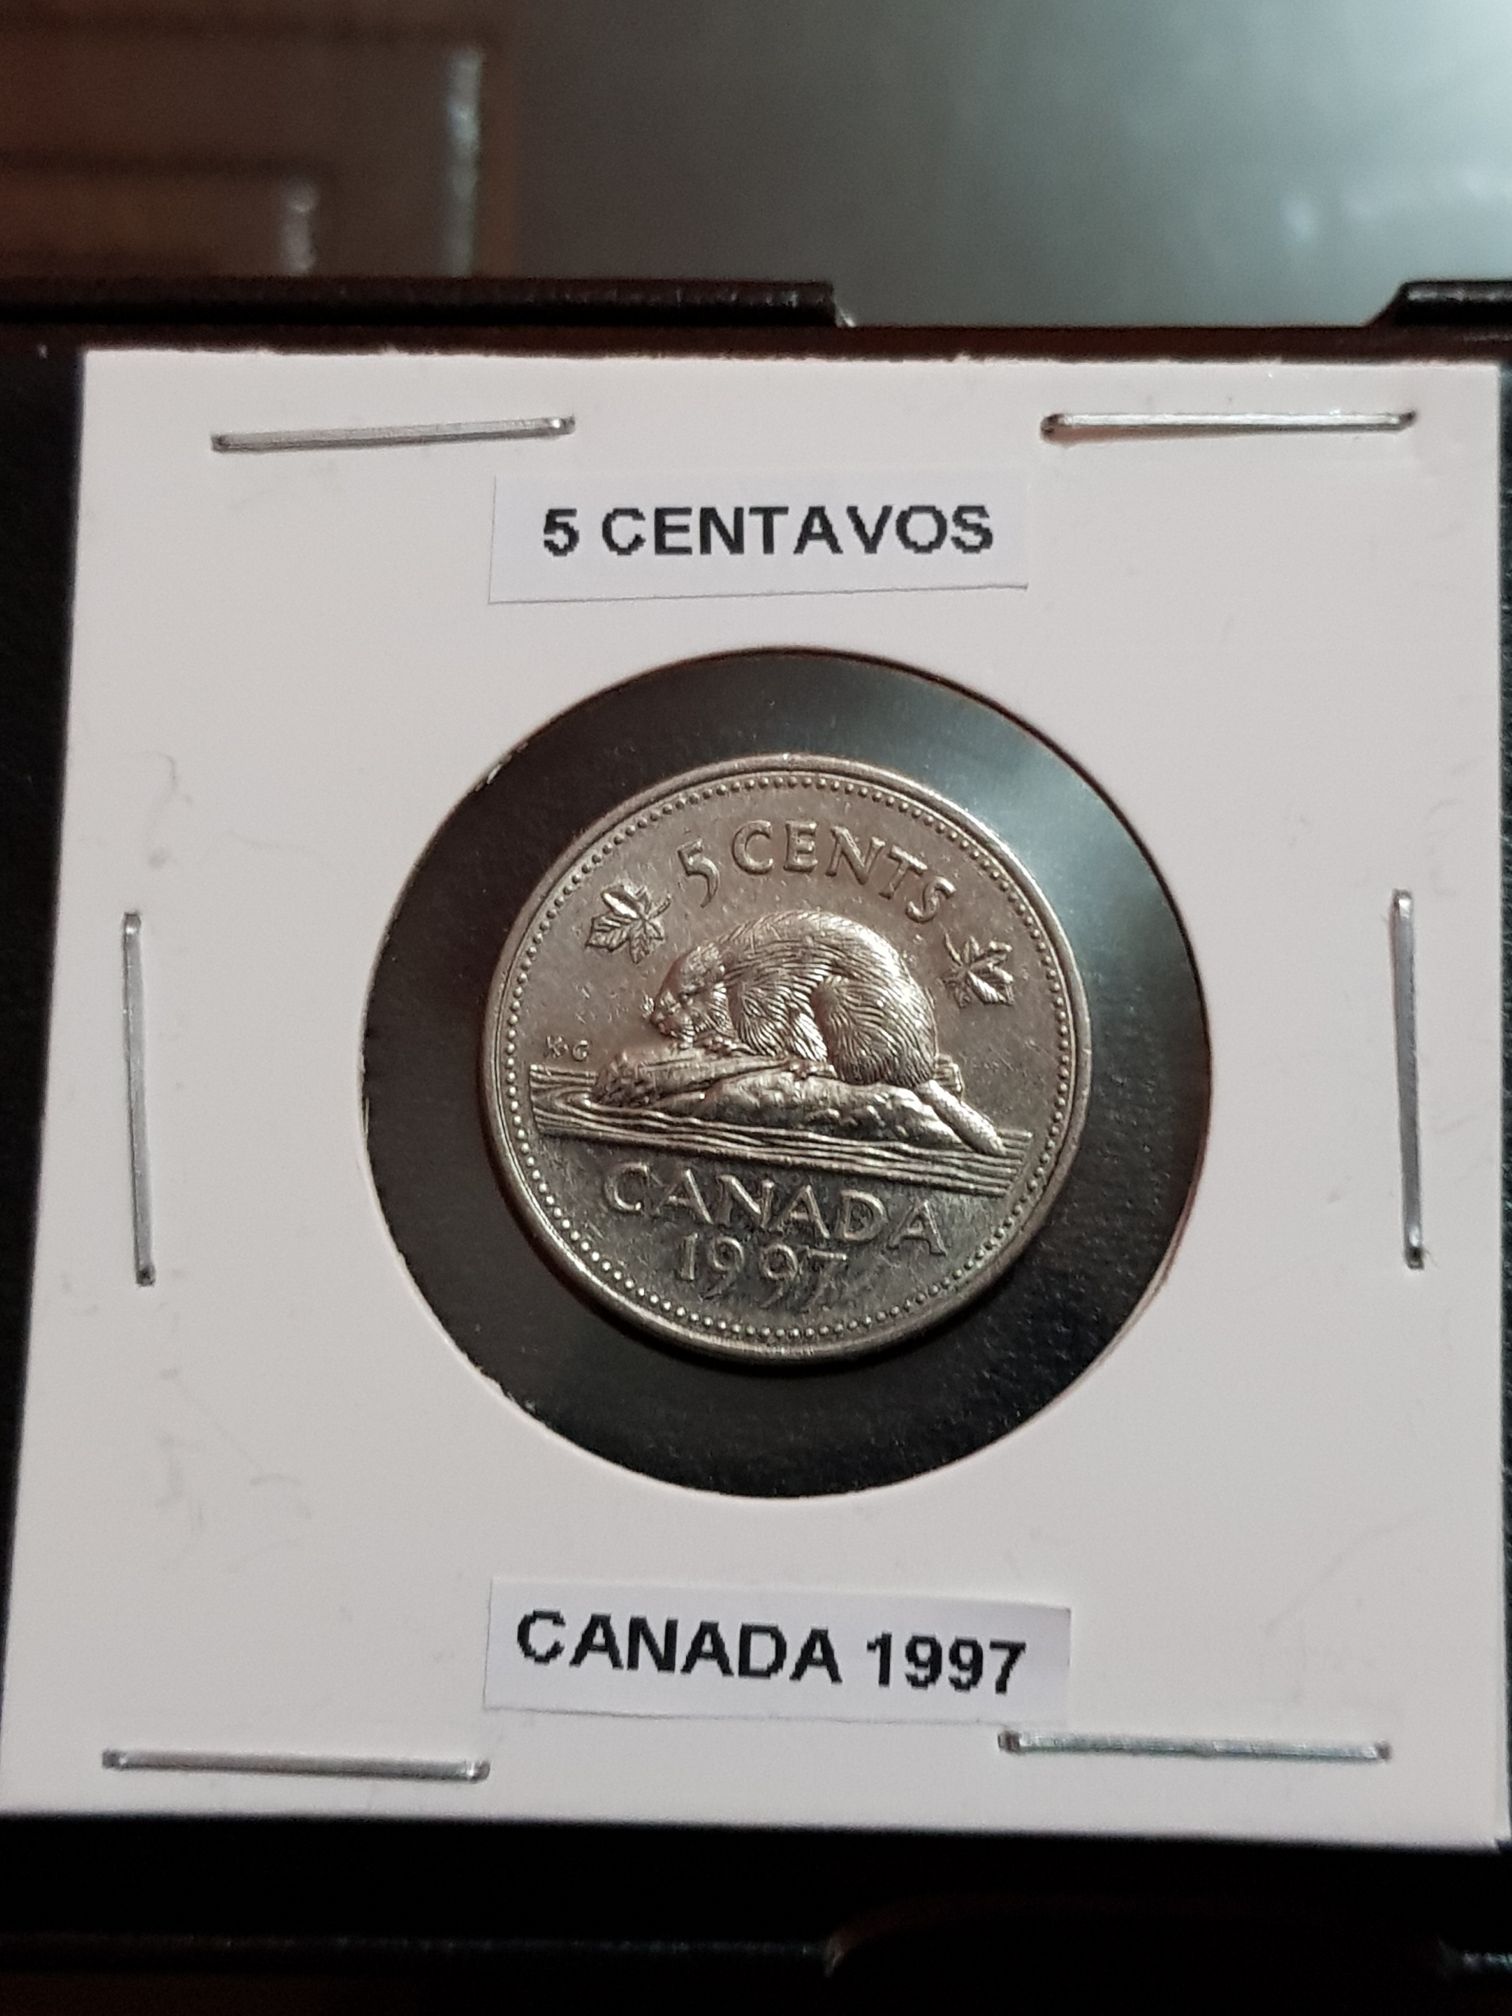 5 CENTAVOS
5 CENTS
KG
CANADA
1997
CANADA 1997